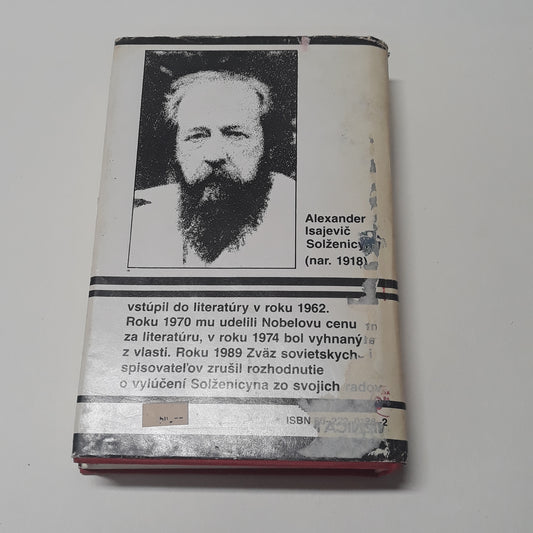 Alexander
Isajevič
Solženicyn
(nar. 1918)
vstúpil do literatúry v roku 1962.
Roku 1970 mu udelili Nobelovu cenu
za literatúru, v roku 1974 bol vyhnaný
z vlasti. Roku 1989 Zväz sovietskych
spisovateľov zrušil rozhodnutie
o vylúčení Solženicyna zo svojich radov
ISBN